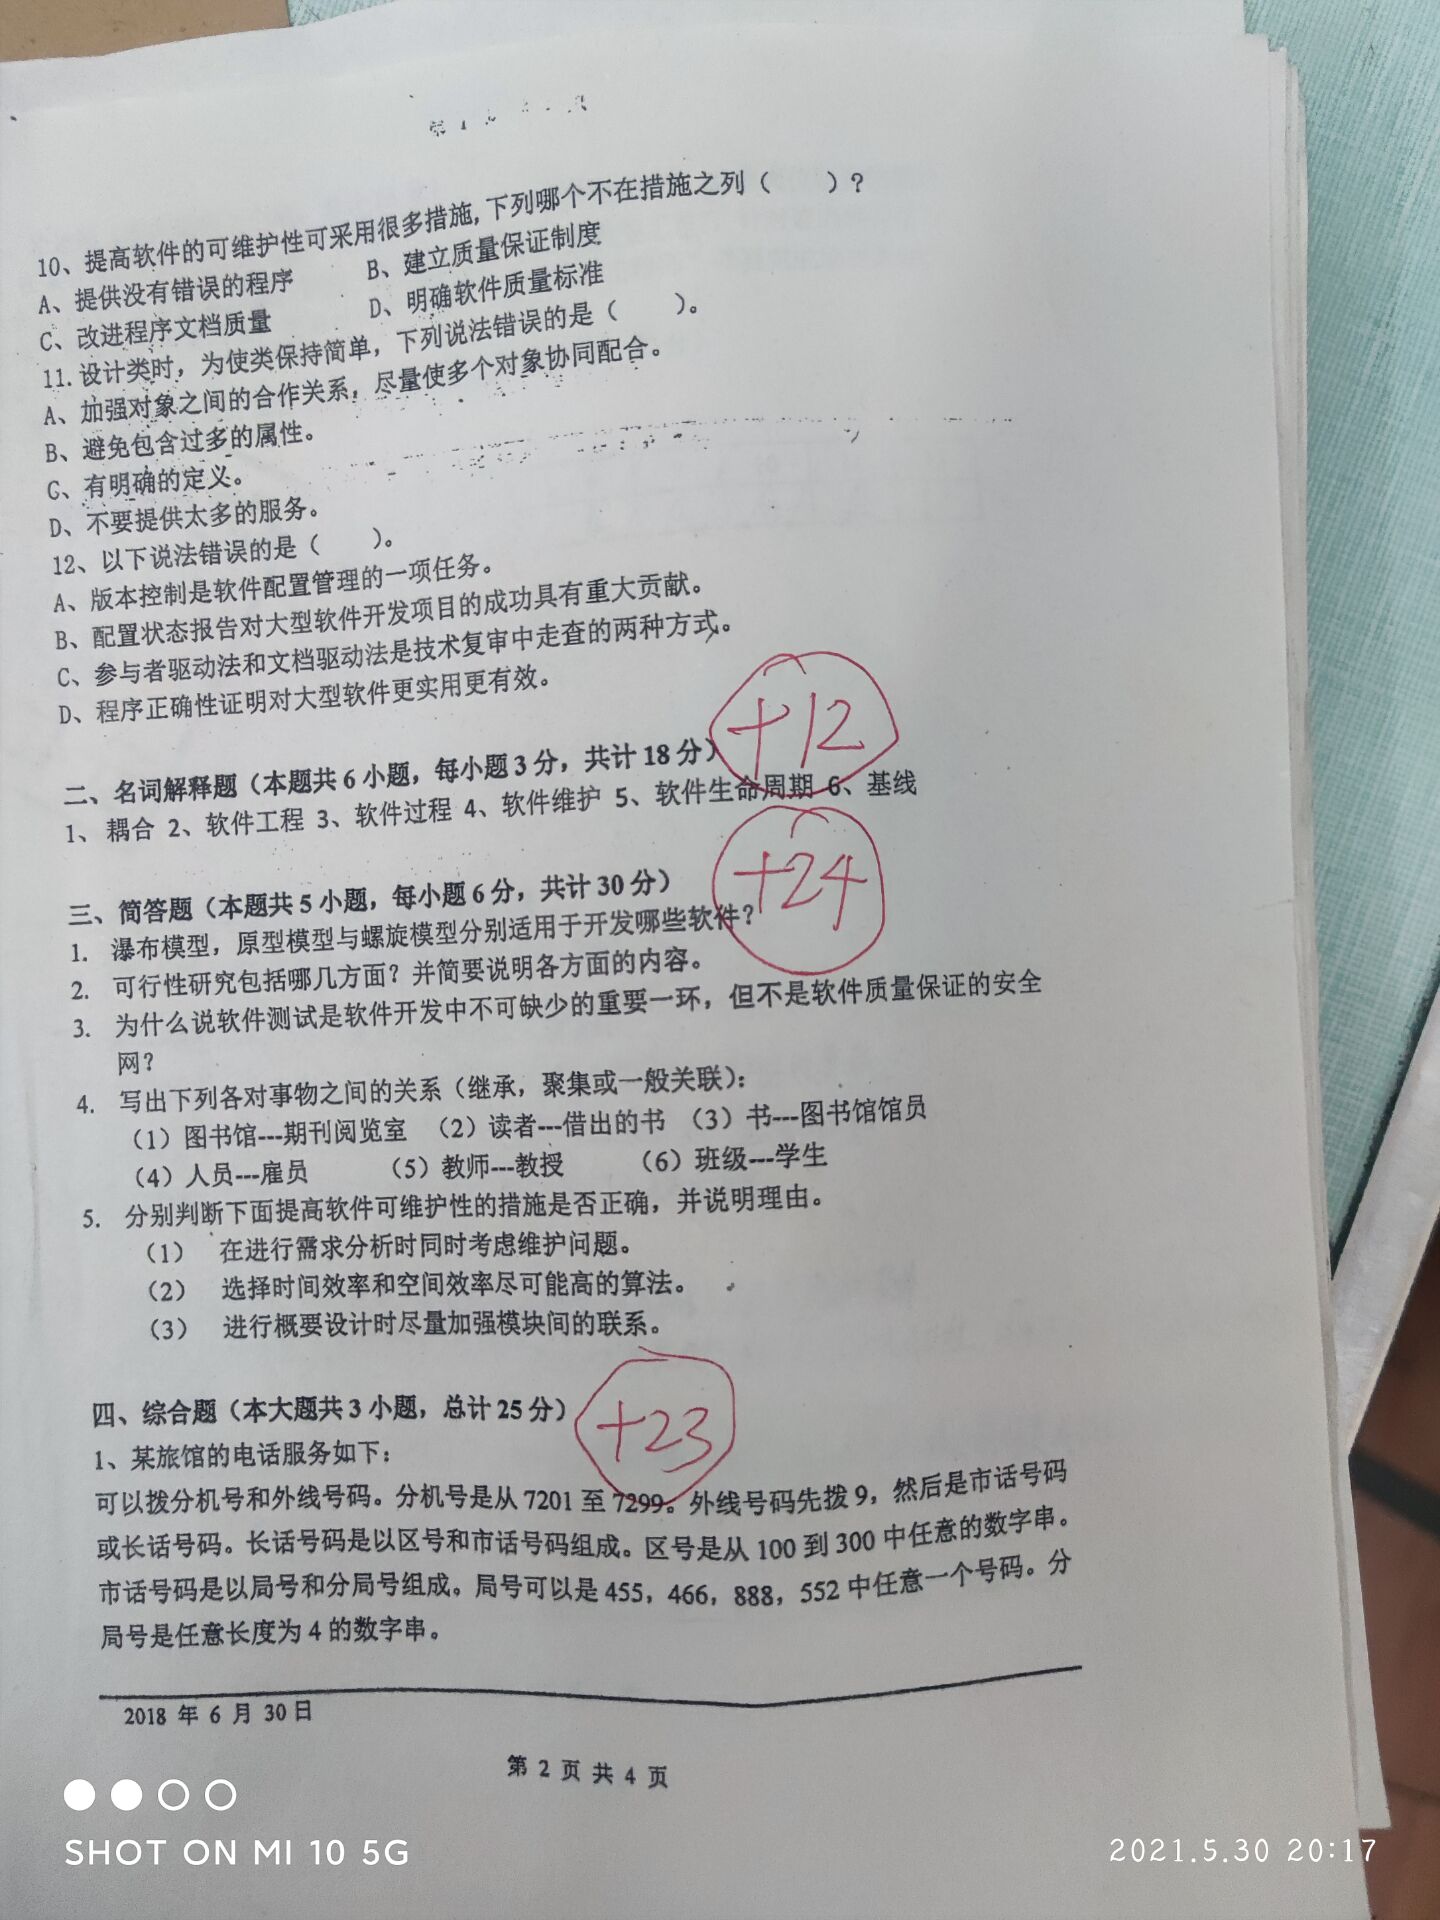 10、提高软件的可维护性可采用很多措施,下列哪个不在措施之列（　　）？
A、提供没有错误的程序　　B、建立质量保证制度
C、改进程序文档质量　　D、明确软件质量标准
11.设计类时，为使类保持简单，下列说法错误的是（　　）。
A、加强对象之间的合作关系，尽量使多个对象协同配合。
B、避免包含过多的属性。
C、有明确的定义。
D、不要提供太多的服务。
12、以下说法错误的是（　　）。
A、版本控制是软件配置管理的一项任务。
B、配置状态报告对大型软件开发项目的成功具有重大贡献。
C、参与者驱动法和文档驱动法是技术复审中走查的两种方式。
D、程序正确性证明对大型软件更实用更有效。
+12
二、名词解释题（本题共6小题，每小题3分，共计18分）
1、耦合 2、软件工程 3、软件过程 4、软件维护 5、软件生命周期 6、基线
+24
三、简答题（本题共5小题，每小题6分，共计30分）
1. 瀑布模型，原型模型与螺旋模型分别适用于开发哪些软件？
2. 可行性研究包括哪几方面？并简要说明各方面的内容。
3. 为什么说软件测试是软件开发中不可缺少的重要一环，但不是软件质量保证的安全
网？
4. 写出下列各对事物之间的关系（继承，聚集或一般关联）：
（1）图书馆---期刊阅览室 （2）读者---借出的书 （3）书---图书馆馆员
（4）人员---雇员 （5）教师---教授 （6）班级---学生
5. 分别判断下面提高软件可维护性的措施是否正确，并说明理由。
（1） 在进行需求分析时同时考虑维护问题。
（2） 选择时间效率和空间效率尽可能高的算法。
（3） 进行概要设计时尽量加强模块间的联系。
四、综合题（本大题共3小题，总计25分）
+23
1、某旅馆的电话服务如下：
可以拨分机号和外线号码。分机号是从7201至7299。外线号码先拨9，然后是市话号码
或长话号码。长话号码是以区号和市话号码组成。区号是从100到300中任意的数字串。
市话号码是以局号和分局号组成。局号可以是455，466，888，552中任意一个号码。分
局号是任意长度为4的数字串。
2018 年 6 月 30日
第 2 页 共 4 页
SHOT ON MI 10 5G
2021.5.30 20:17